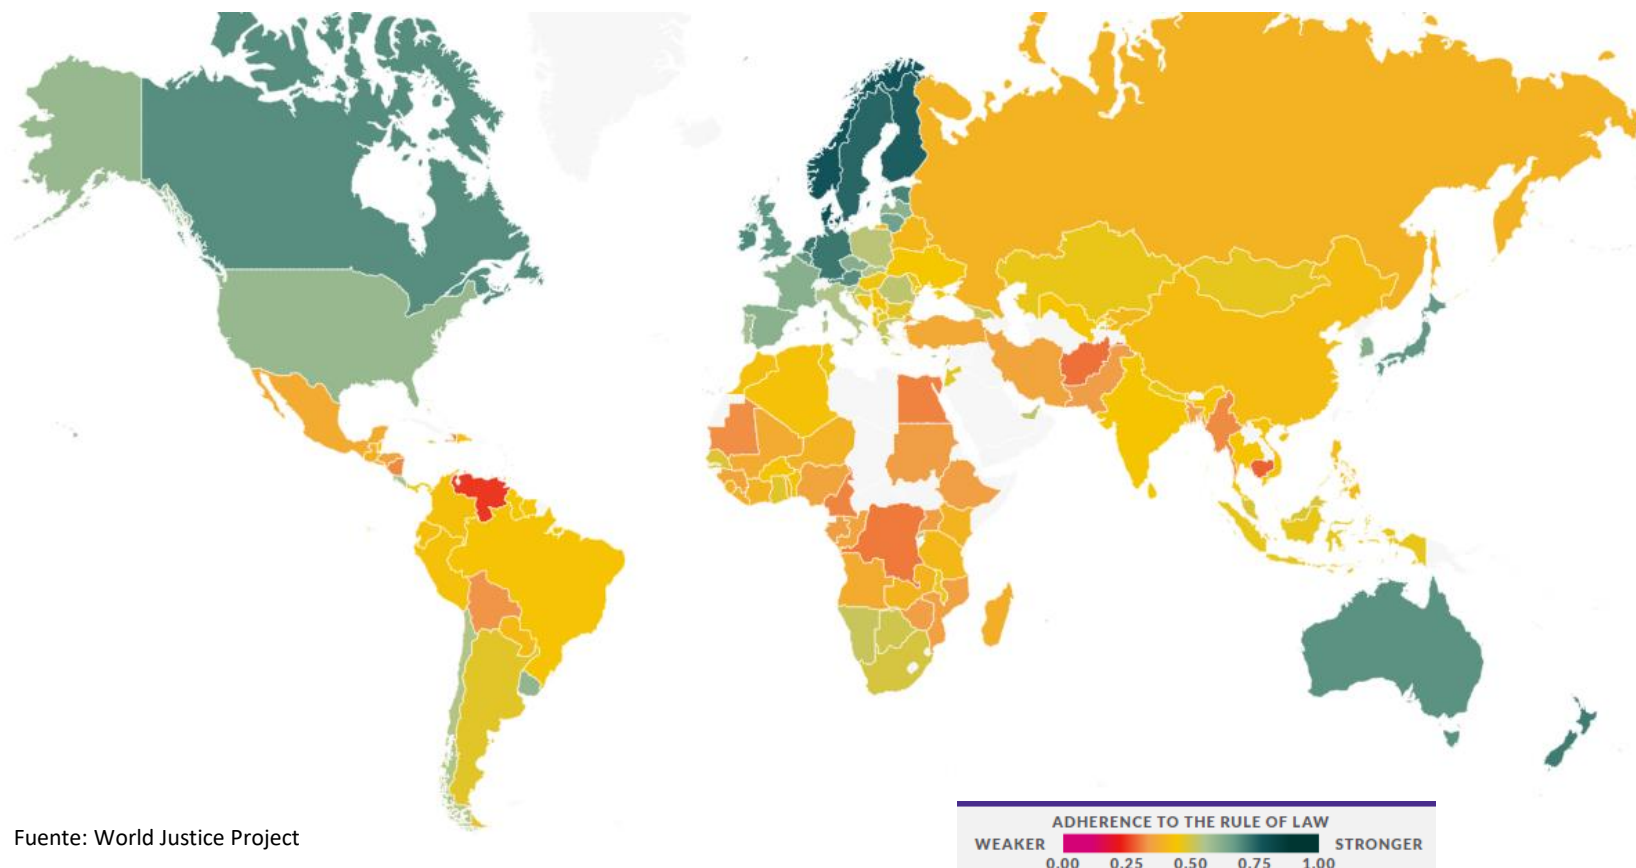 Fuente: World Justice Project
ADHERENCE TO THE RULE OF LAW
WEAKER STRONGER
0.00 0.25 0.50 0.75 1.00